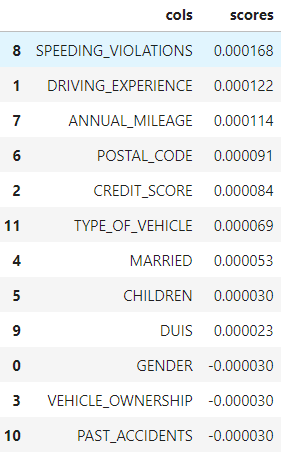 cols scores
8 SPEEDING_VIOLATIONS 0.000168
1 DRIVING_EXPERIENCE 0.000122
7 ANNUAL_MILEAGE 0.000114
6 POSTAL_CODE 0.000091
2 CREDIT_SCORE 0.000084
11 TYPE_OF_VEHICLE 0.000069
4 MARRIED 0.000053
5 CHILDREN 0.000030
9 DUIS 0.000023
0 GENDER -0.000030
3 VEHICLE_OWNERSHIP -0.000030
10 PAST_ACCIDENTS -0.000030